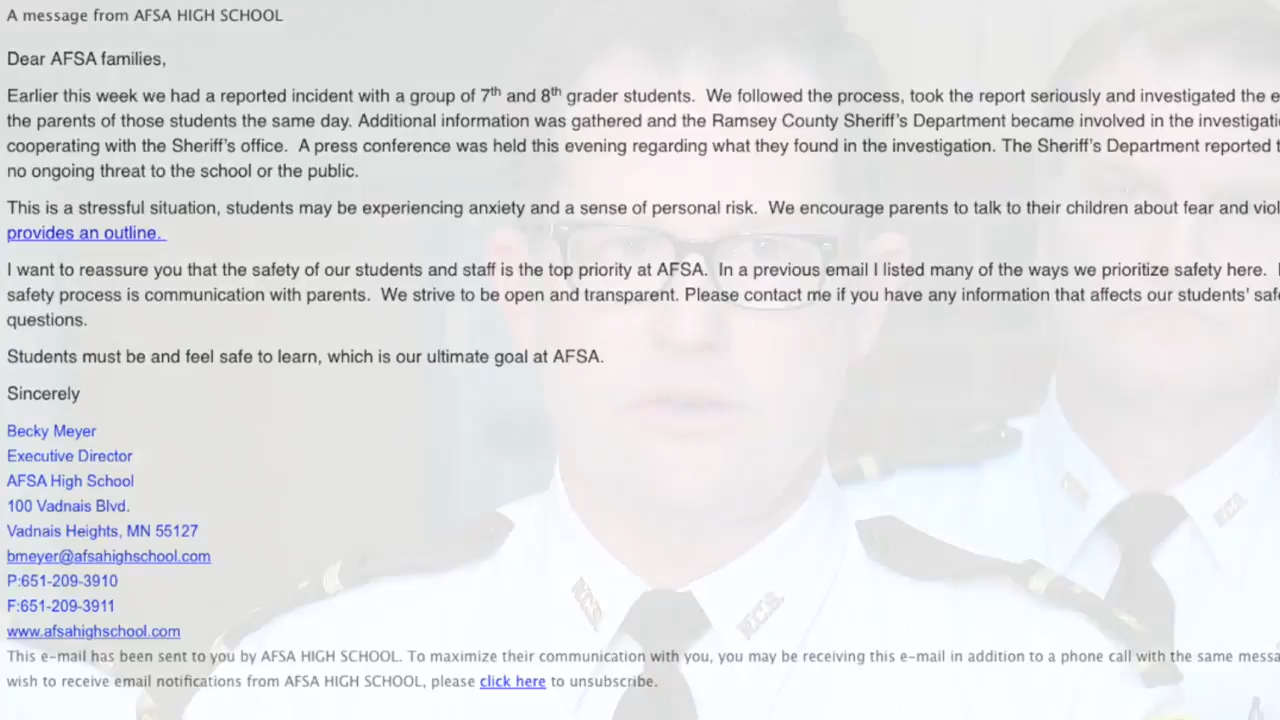 A message from AFSA HIGH SCHOOL
Dear AFSA families,
Earlier this week we had a reported incident with a group of 7th and 8th grader students. We followed the process, took the report seriously and investigated the
the parents of those students the same day. Additional information was gathered and the Ramsey County Sheriff's Department became involved in the
cooperating with the Sheriff's office. A press conference was held this evening regarding what they found in the investigation. The Sheriff's Department reported
no ongoing threat to the school or the public.
This is a stressful situation, students may be experiencing anxiety and a sense of personal risk. We encourage parents to talk to their children about fear and
provides an outline.
I want to reassure you that the safety of our students and staff is the top priority at AFSA. In a previous email I listed many of the ways we prioritize safety here.
safety process is communication with parents. We strive to be open and transparent. Please contact me if you have any information that affects our students'
questions.
Students must be and feel safe to learn, which is our ultimate goal at AFSA.
Sincerely
Becky Meyer
Executive Director
AFSA High School
100 Vadnais Blvd.
Vadnais Heights, MN 55127
bmeyer@afsahighschool.com
P:651-209-3910
F:651-209-3911
www.afsahighschool.com
This e-mail has been sent to you by AFSA HIGH SCHOOL. To maximize their communication with you, you may be receiving this e-mail in addition to a phone call with the same
wish to receive email notifications from AFSA HIGH SCHOOL, please click here to unsubscribe.